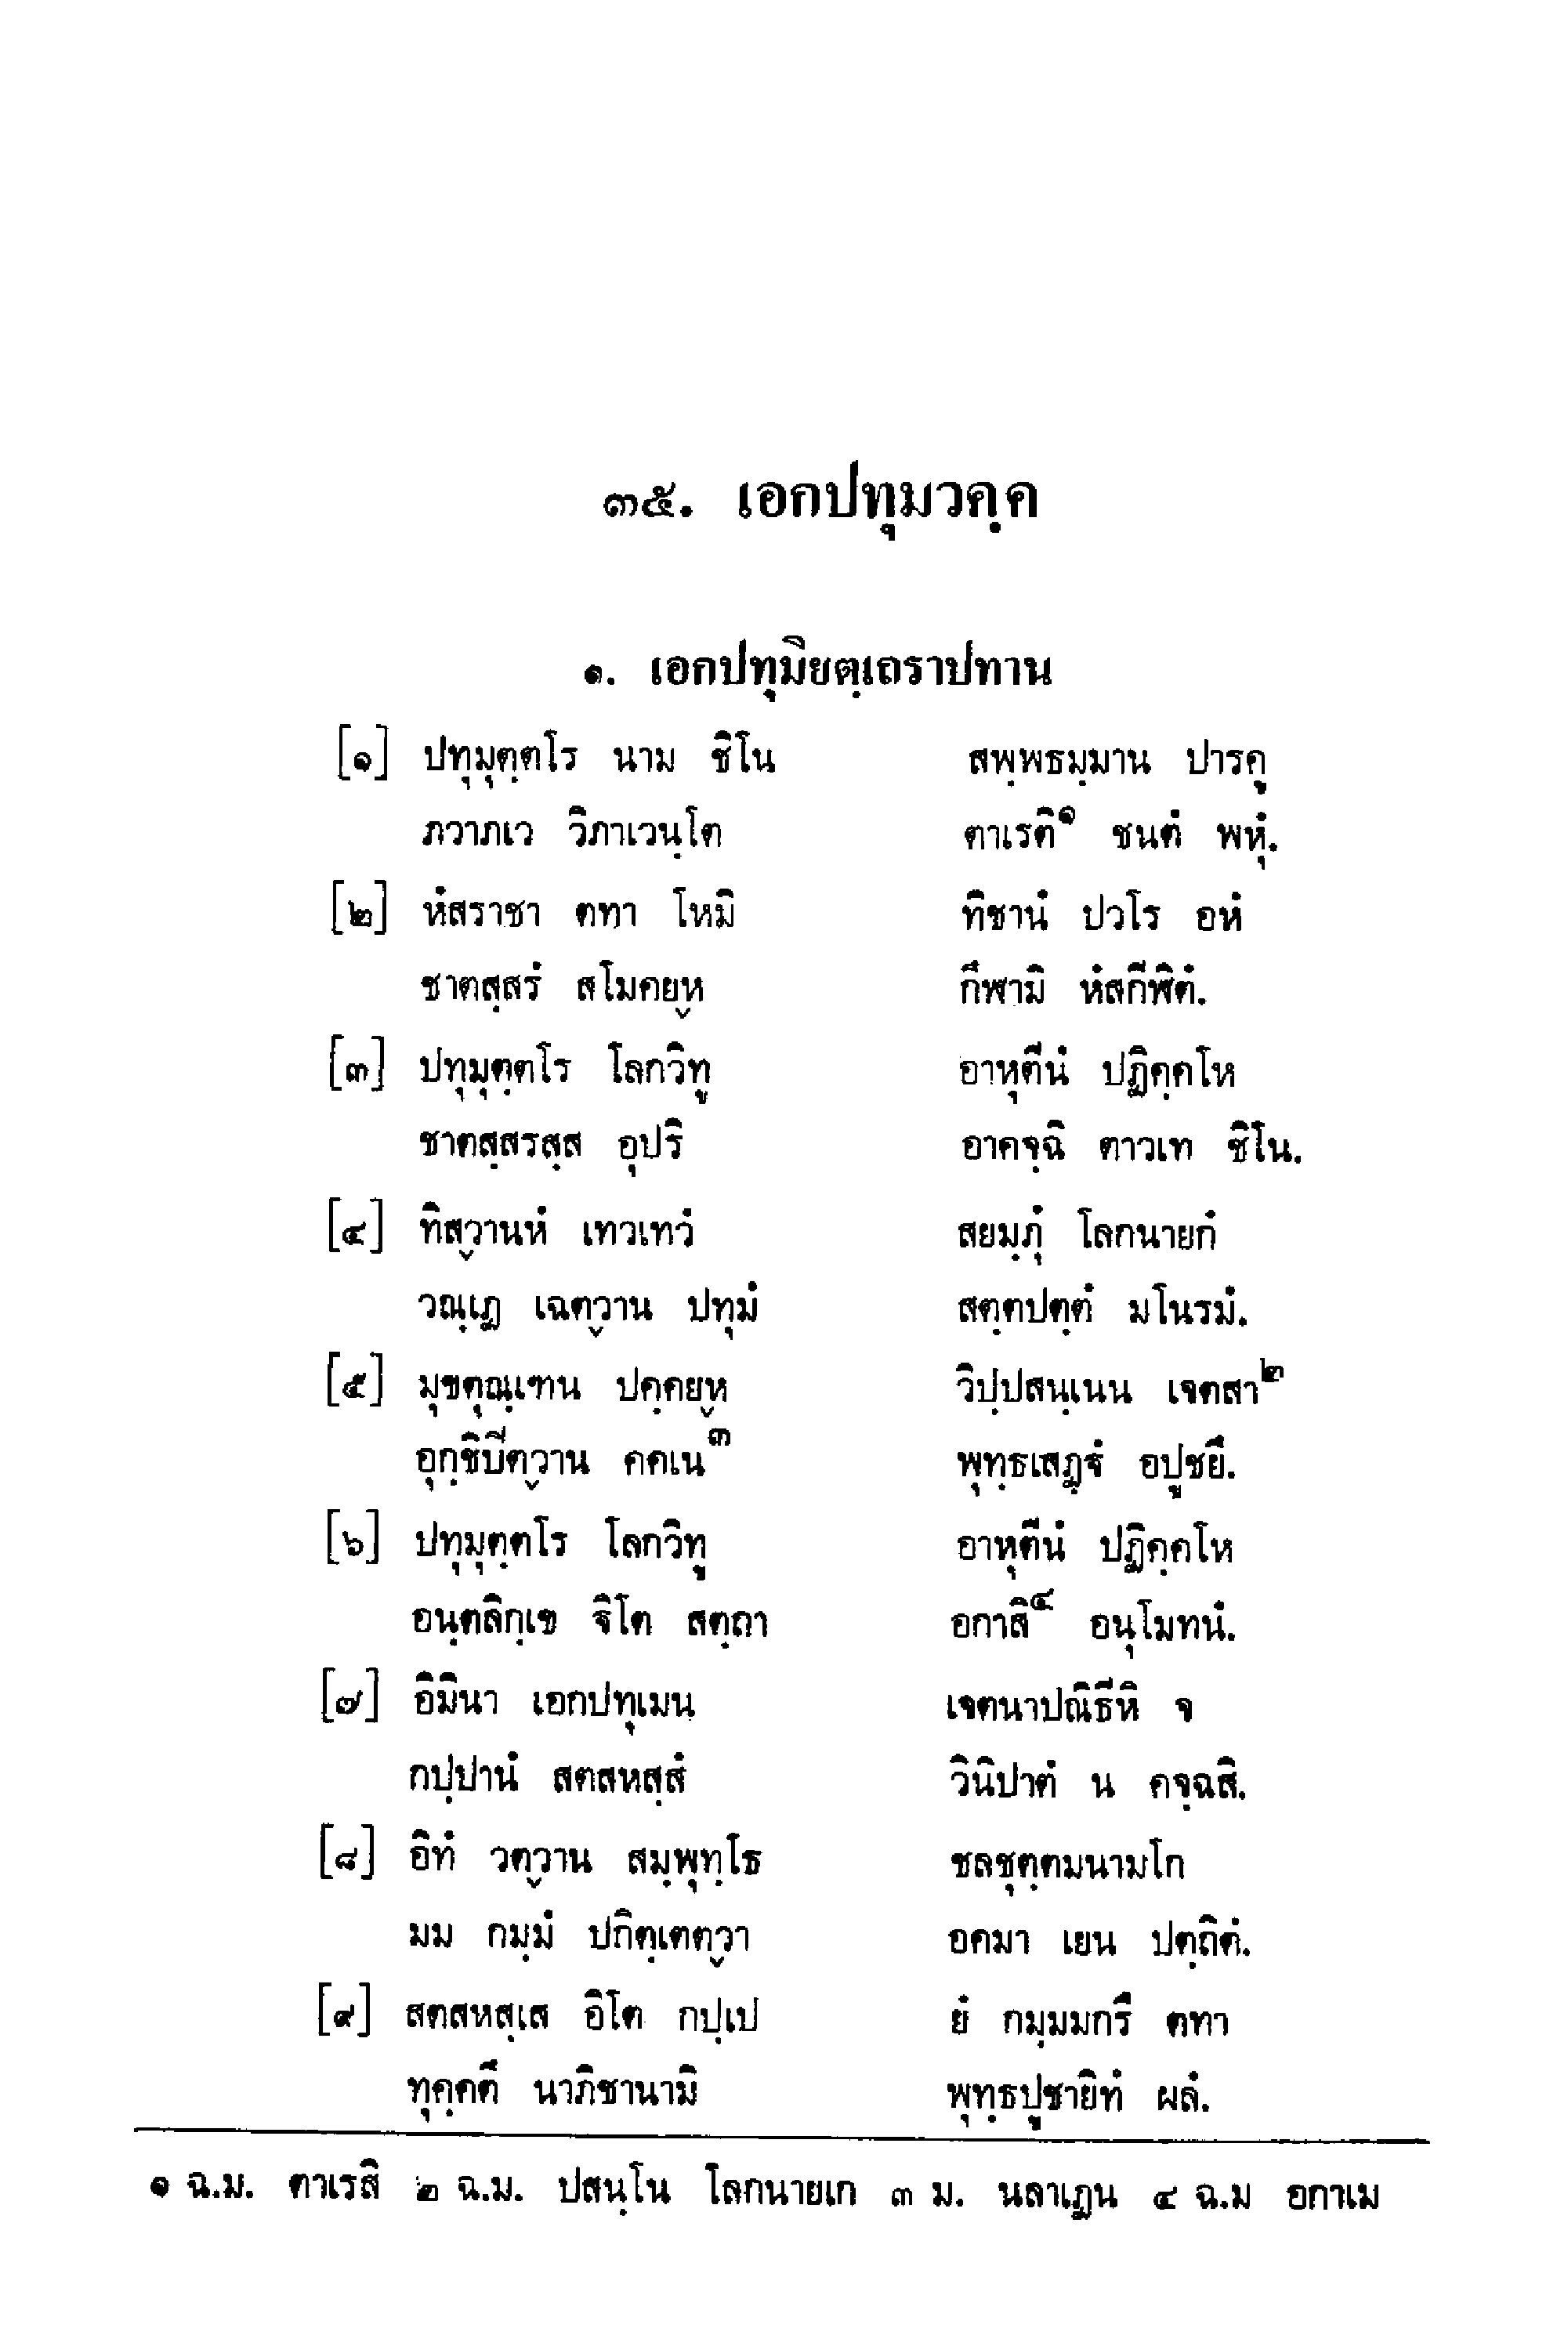 ๓๕. เอกปทุมวคฺค
๑. เอกปทุมิยตฺเถราปทาน
[๑] ปทุมุตฺตโร นาม ชิโน สพฺพธมฺมาน ปารคู
ภวาภเว วิภาเวนฺโต ตาเรติ๑ ชนตํ พหุํ.
[๒] หํสราชา ตทา โหมิ ทิชานํ ปวโร อหํ
ชาตสฺสรํ สโมคยฺห กีฬามิ หํสกีฬิตํ.
[๓] ปทุมุตฺตโร โลกวิทู อาหุตีนํ ปฏิคฺคโห
ชาตสฺสรสฺส อุปริ อาคจฺฉิ ตาวเท ชิโน.
[๔] ทิสฺวานหํ เทวเทวํ สยมฺภุํ โลกนายกํ
วณฺเฏ เฉตฺวาน ปทุมํ สตฺตปตฺตํ มโนรมํ.
[๕] มุขตุณฺเฑน ปคฺคยฺห วิปฺปสนฺเนน เจตสา๒
อุกฺขิปิตฺวาน คคเน๓ พุทฺธเสฏฺฐํ อปูชยึ.
[๖] ปทุมุตฺตโร โลกวิทู อาหุตีนํ ปฏิคฺคโห
อนฺตลิกฺเข ฐิโต สตฺถา อกาสิ๔ อนุโมทนํ.
[๗] อิมินา เอกปทุเมน เจตนาปณิธีหิ จ
กปฺปานํ สตสหสฺสํ วินิปาตํ น คจฺฉสิ.
[๘] อิทํ วตฺวาน สมฺพุทฺโธ ชลชุตฺตมนามโก
มม กมฺมํ ปกิตฺเตตฺวา อคมา เยน ปตฺถิตํ.
[๙] สตสหสฺเส อิโต กปฺเป ยํ กมฺมมกรึ ตทา
ทุคฺคตึ นาภิชานามิ พุทฺธปูชายิทํ ผลํ.
๑ ฉ.ม. ตาเรสิ ๒ ฉ.ม. ปสนฺโน โลกนายเก ๓ ม. นลาเฏน ๔ ฉ.ม อกาเม